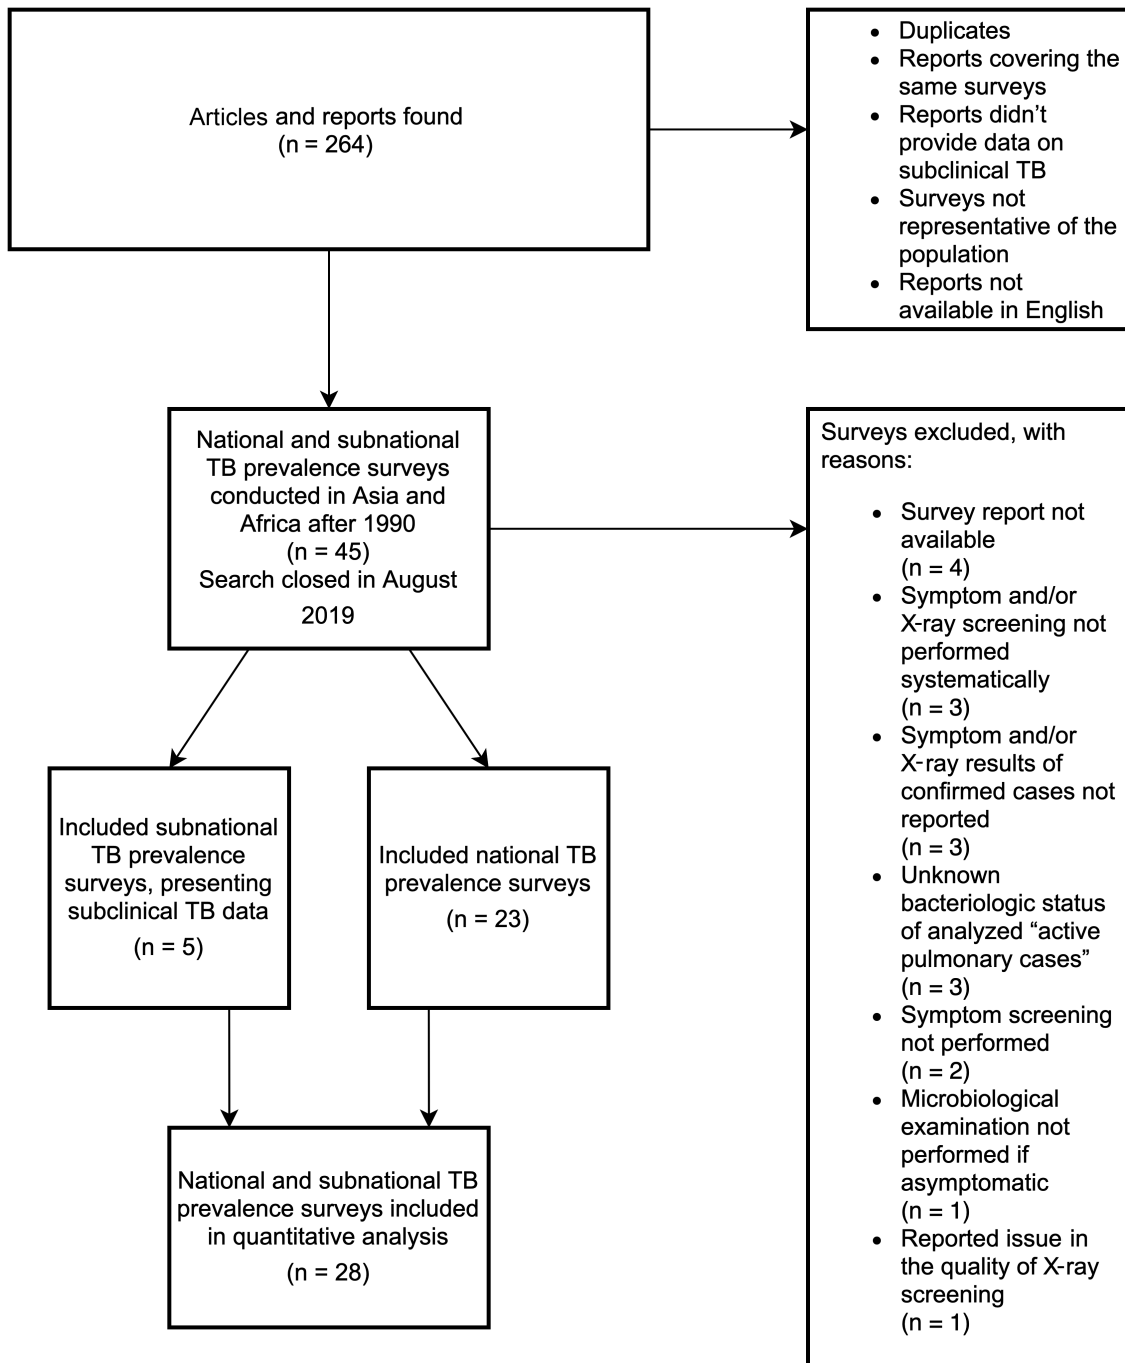 Articles and reports found
(n = 264)
• Duplicates
• Reports covering the
same surveys
• Reports didn't
provide data on
subclinical TB
• Surveys not
representative of the
population
• Reports not
available in English
National and subnational
TB prevalence surveys
conducted in Asia and
Africa after 1990
(n = 45)
Search closed in August
2019
Surveys excluded, with
reasons:
• Survey report not
available
(n = 4)
• Symptom and/or
X-ray screening not
performed
systematically
(n = 3)
• Symptom and/or
X-ray results of
confirmed cases not
reported
(n = 3)
• Unknown
bacteriologic status
of analyzed “active
pulmonary cases”
(n = 3)
• Symptom screening
not performed
(n = 2)
• Microbiological
examination not
performed if
asymptomatic
(n = 1)
• Reported issue in
the quality of X-ray
screening
(n = 1)
Included subnational
TB prevalence
surveys, presenting
subclinical TB data
(n = 5)
Included national TB
prevalence surveys
(n = 23)
National and subnational TB
prevalence surveys included
in quantitative analysis
(n = 28)